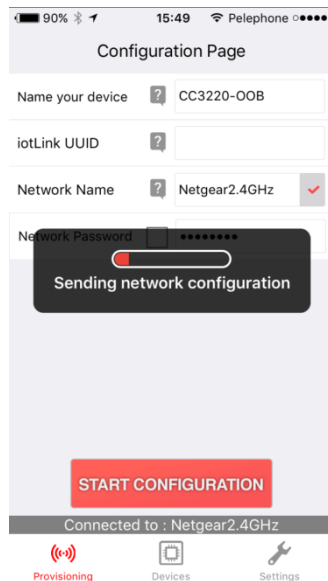 90% 15:49 Pelephone
Configuration Page
Name your device ? CC3220-OOB
iotLink UUID ?
Network Name ? Netgear2.4GHz
Network Password ••••••••
Sending network configuration
START CONFIGURATION
Connected to : Netgear2.4GHz
Provisioning Devices Settings